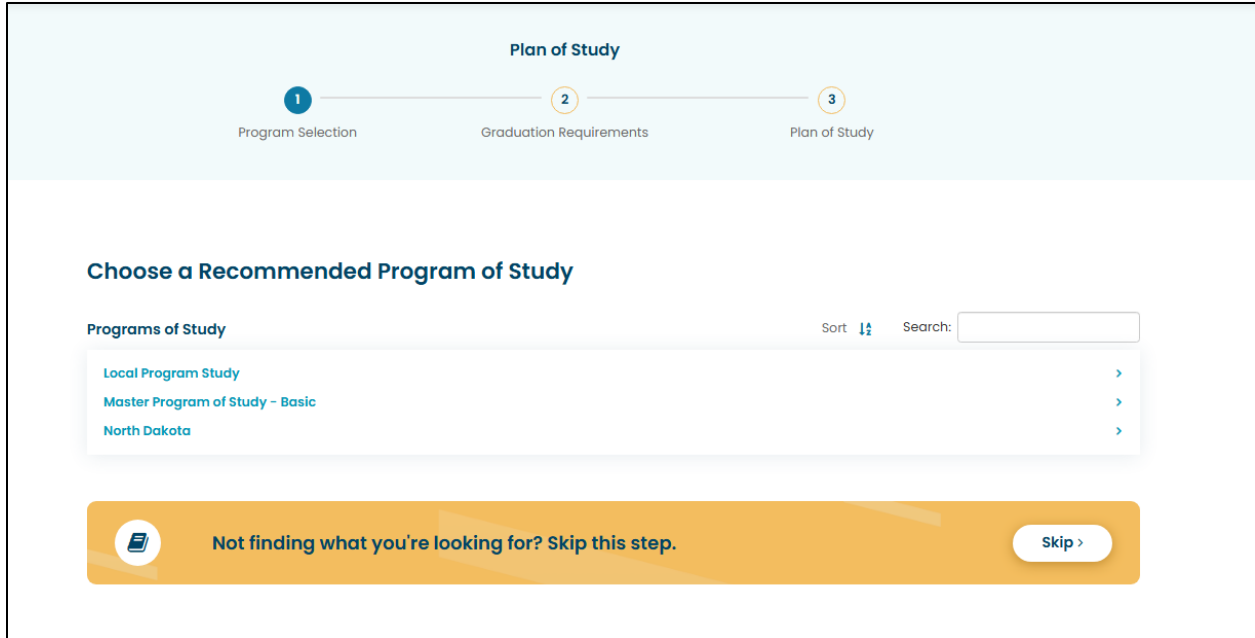 Plan of Study
1
2
3
Program Selection
Graduation Requirements
Plan of Study
Choose a Recommended Program of Study
Programs of Study
Sort
Search:
Local Program Study
Master Program of Study - Basic
North Dakota
Not finding what you're looking for? Skip this step.
Skip >